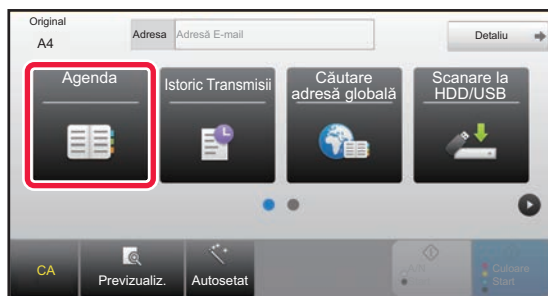 Original
A4
Adresa
Adresă E-mail
Detaliu
Agenda
Istoric Transmisii
Căutare
adresă globală
Scanare la
HDD/USB
CA
Previzualiz.
Autosetat
A/N
Start
Culoare
Start